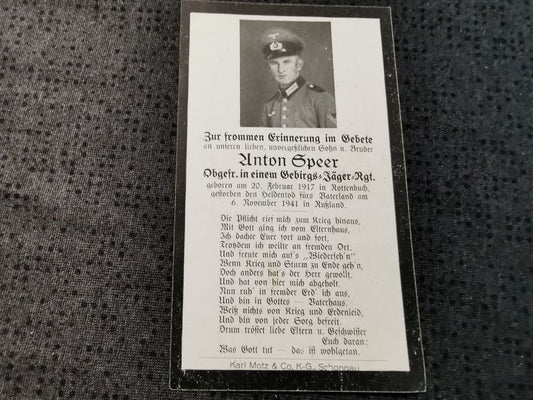 Zur frommen Erinnerung im Gebete
an unseren lieben, unvergeßlichen Sohn u. Bruder
Anton Speer
Obgefr. in einem Gebirgs-Jäger-Rgt.
geboren am 20. Februar 1917 in Rottenbuch,
gestorben den Heldentod fürs Vaterland am
6. November 1941 in Rußland.
Die Pflicht rief mich zum Krieg hinaus,
Mit Gott ging ich vom Elternhaus,
Ich dachte Euer fort und fort,
Trotzdem ich weilte an fremden Ort,
Und freute mich auf's „Wiederseh'n"
Wenn Krieg und Sturm zu Ende geh'n,
Doch anders hat's der Herr gewollt,
Und hat von hier mich abgeholt.
Nun ruh' in fremder Erd' ich aus,
Und bin in Gottes — Vaterhaus.
Weiß nichts von Krieg und Erdenleid,
Und bin von jeder Sorg befreit.
Drum tröstet liebe Eltern u. Geschwister
Euch daran:
Was Gott tut — das ist wohlgetan.
Karl Motz & Co. K-G., Schongau